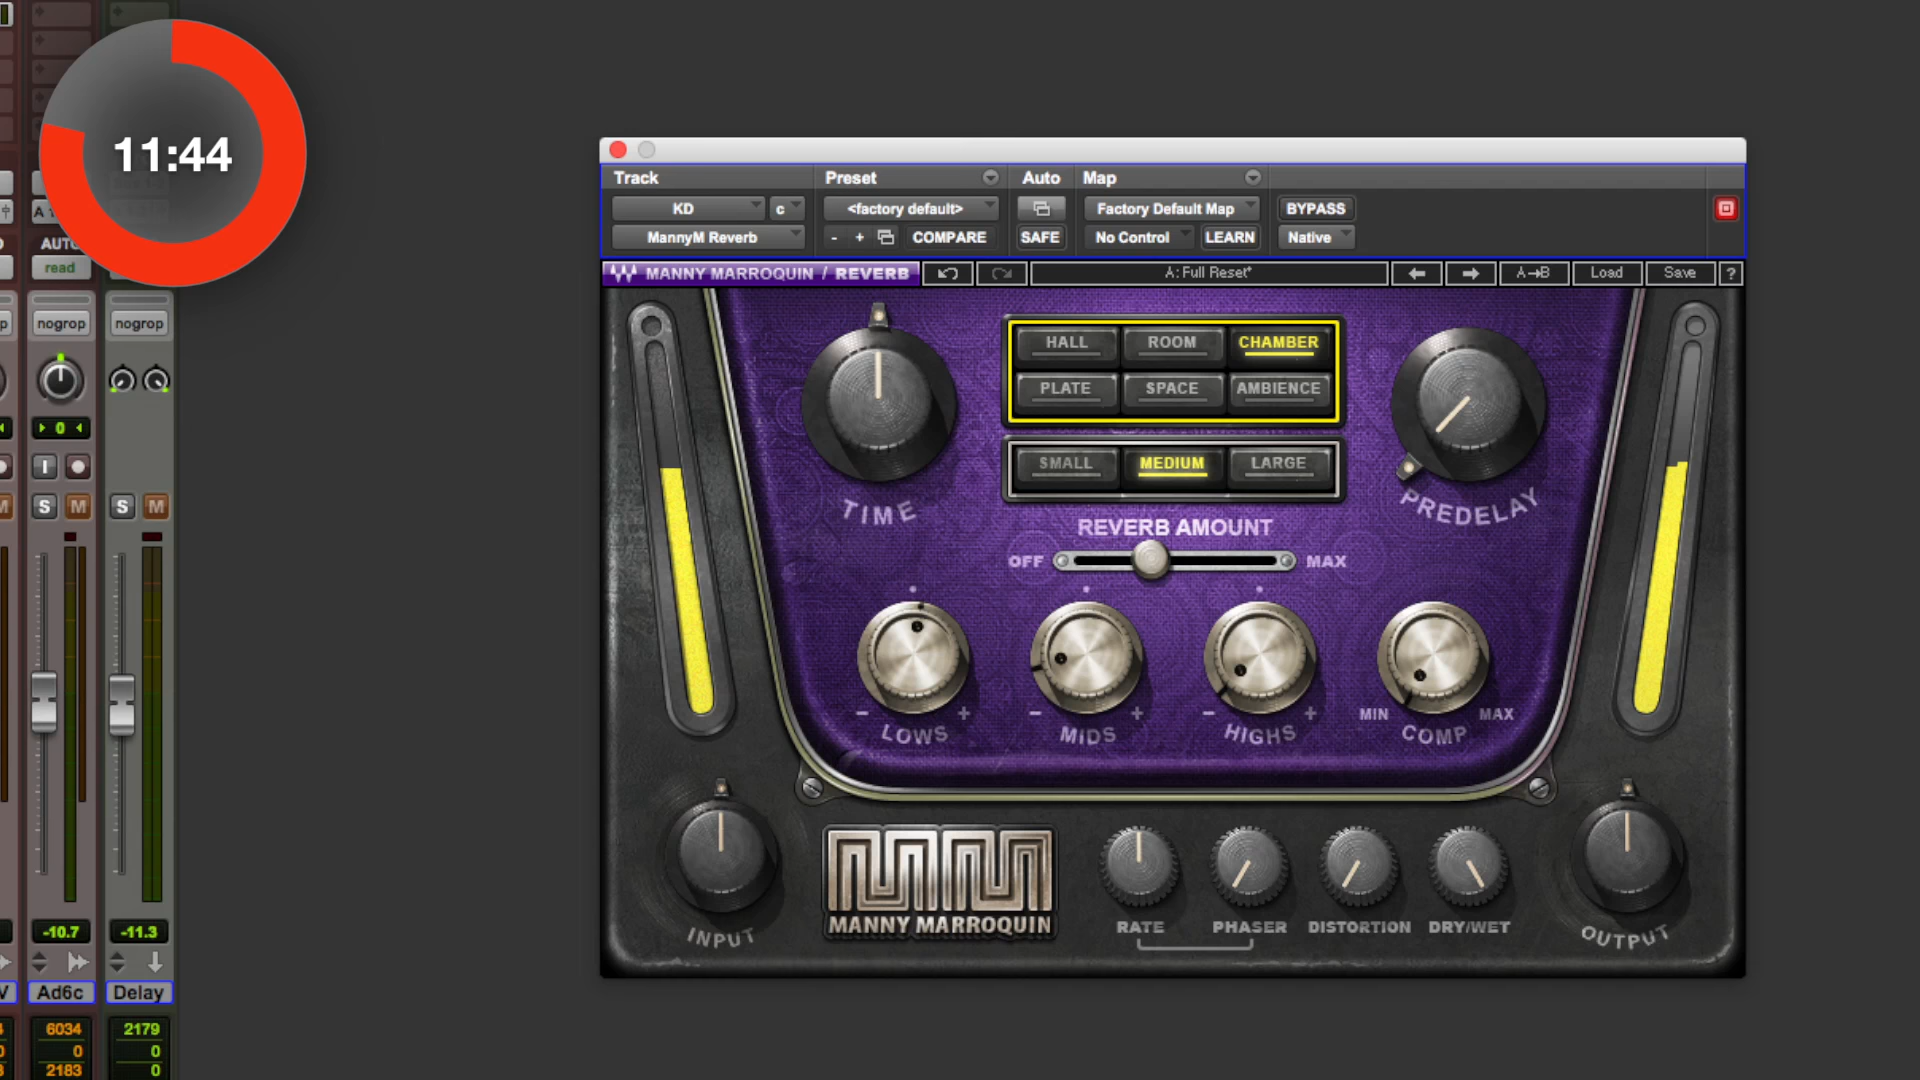 11:44
Track
Preset
Auto
Map
KD
c
<factory default>
Factory Default Map
BYPASS
MannyM Reverb
- +
COMPARE
SAFE
No Control
LEARN
Native
MANNY MARROQUIN / REVERB
A: Full Reset*
A→B
Load
Save
?
HALL
ROOM
CHAMBER
PLATE
SPACE
AMBIENCE
SMALL
MEDIUM
LARGE
TIME
PREDELAY
REVERB AMOUNT
OFF
MAX
- +
- +
- +
MIN
MAX
LOWS
MIDS
HIGHS
COMP
INPUT
MANNY MARROQUIN
RATE
PHASER
DISTORTION
DRY/WET
OUTPUT
AUTO
read
nogrop
nogrop
0
I
S M
S M
-10.7
-11.3
Ad6c
Delay
6034
2179
0
0
2183
0